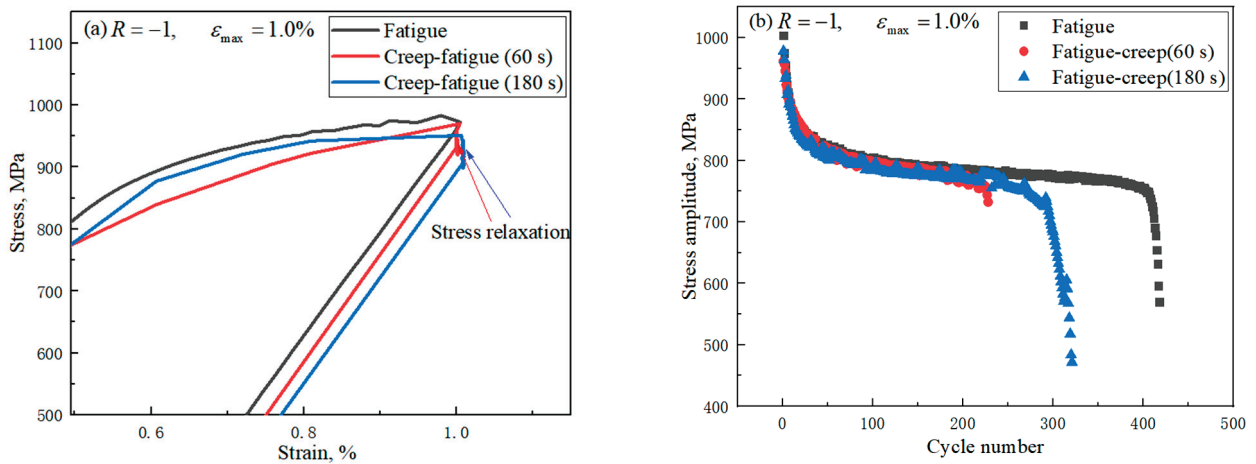 (a) R = −1, ε_max = 1.0%
Fatigue
Creep-fatigue (60 s)
Creep-fatigue (180 s)
Stress relaxation
1100
1000
900
800
700
600
500
Stress, MPa
0.6
0.8
1.0
Strain, %
(b) R = −1, ε_max = 1.0%
Fatigue
Fatigue-creep(60 s)
Fatigue-creep(180 s)
1000
900
800
700
600
500
400
Stress amplitude, MPa
0
100
200
300
400
500
Cycle number